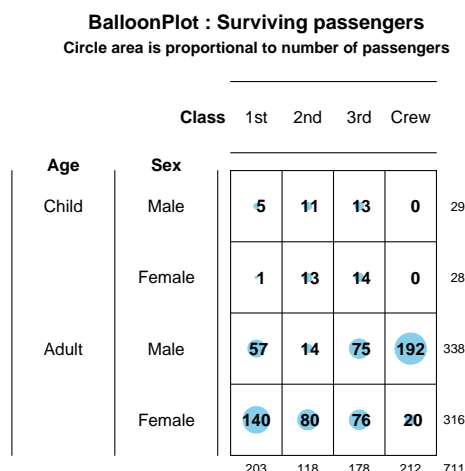 BalloonPlot : Surviving passengers
Circle area is proportional to number of passengers
Class 1st 2nd 3rd Crew
Age Sex
Child Male 5 11 13 0 29
Female 1 13 14 0 28
Adult Male 57 14 75 192 338
Female 140 80 76 20 316
203 118 178 212 711